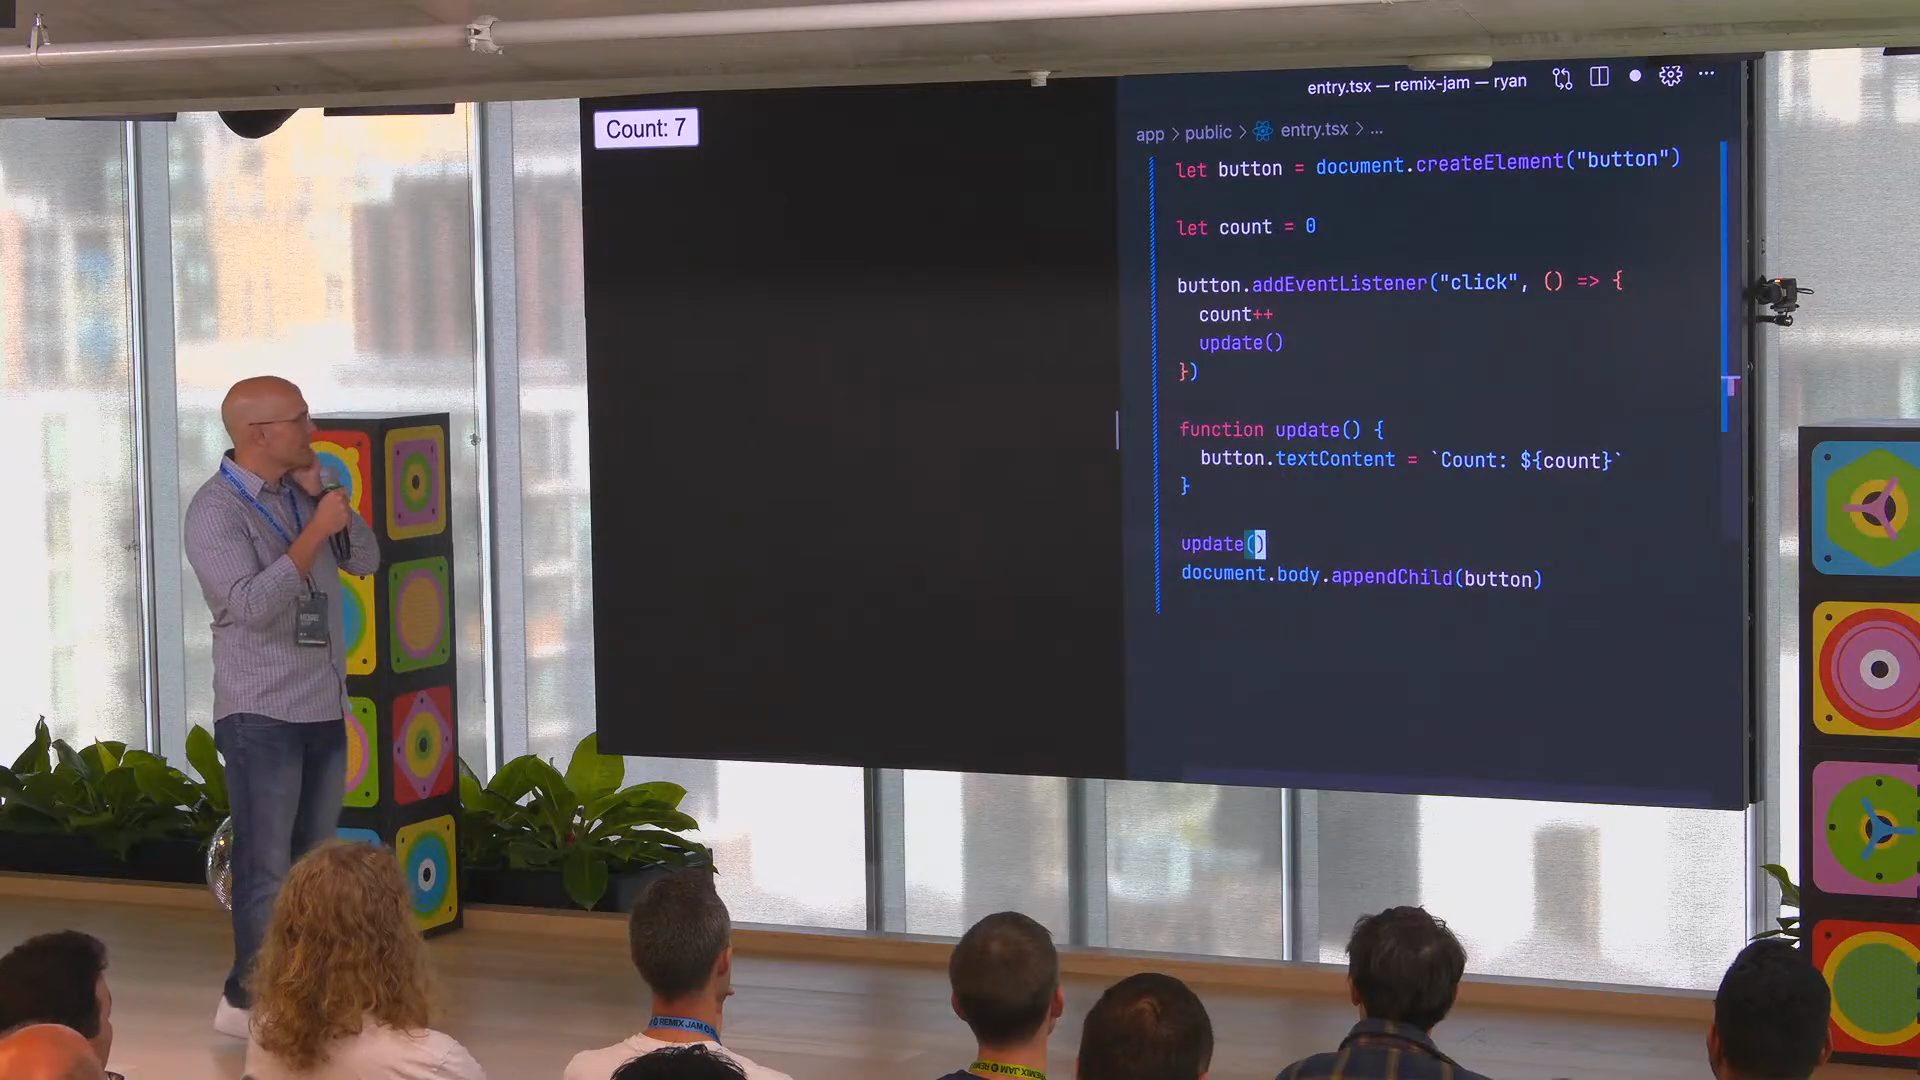 Count: 7
entry.tsx — remix-jam — ryan
app > public > entry.tsx > ...
let button = document.createElement("button")
let count = 0
button.addEventListener("click", () => {
count++
update()
})
function update() {
button.textContent = `Count: ${count}`
}
update()
document.body.appendChild(button)
MICHAEL
REMIX JAM
REMIX JAM